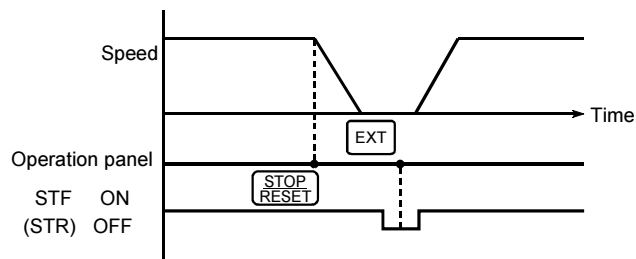 Speed
Time
EXT
Operation panel
STOP
RESET
STF ON
(STR) OFF